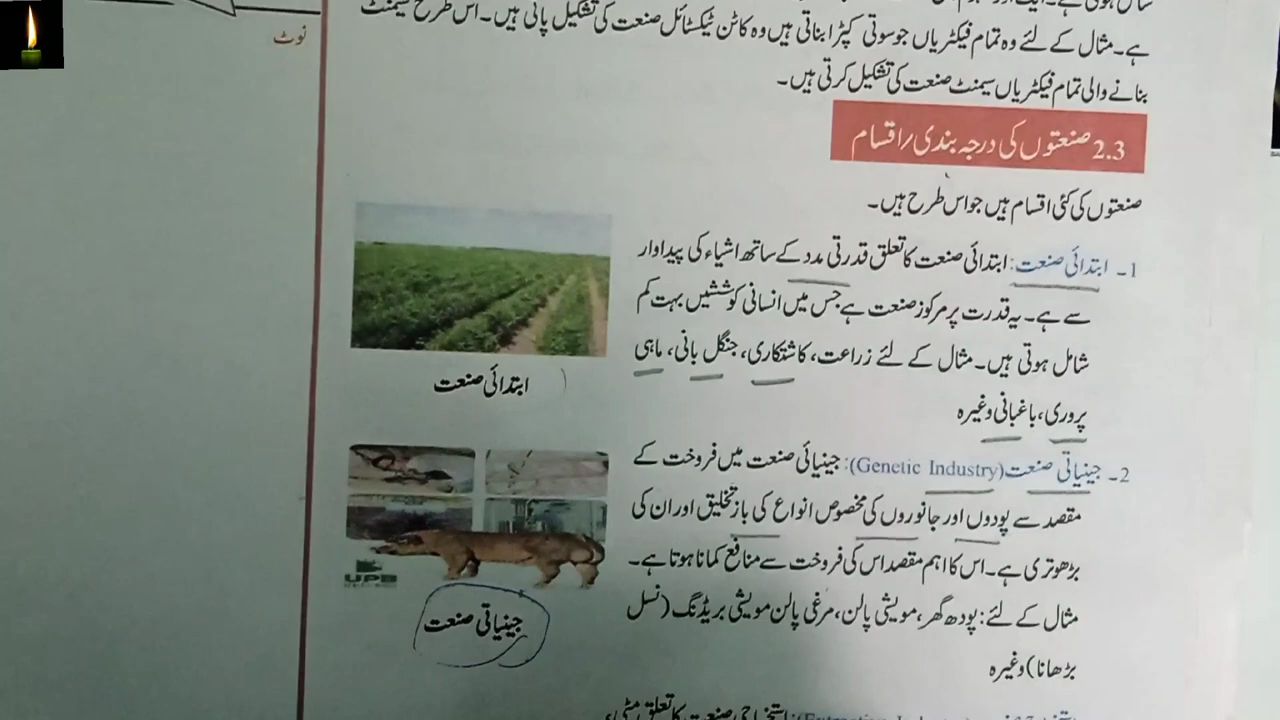 ہے۔ مثال کے لئے وہ تمام فیکٹریاں جو سوتی کپڑا بناتی ہیں وہ کاٹن ٹیکسٹائل صنعت کی تشکیل پاتی ہیں۔ اس طرح سیمنٹ
بنانے والی تمام فیکٹریاں سیمنٹ صنعت کی تشکیل کرتی ہیں۔
نوٹ
2.3 صنعتوں کی درجہ بندی/اقسام
صنعتوں کی کئی اقسام ہیں جو اس طرح ہیں۔
1۔ ابتدائی صنعت: ابتدائی صنعت کا تعلق قدرتی مدد کے ساتھ اشیاء کی پیداوار
سے ہے۔ یہ قدرت پر مرکوز صنعت ہے جس میں انسانی کوششیں بہت کم
شامل ہوتی ہیں۔ مثال کے لئے زراعت، کاشتکاری، جنگل بانی، ماہی
پروری، باغبانی وغیرہ
ابتدائی صنعت
2۔ جینیاتی صنعت (Genetic Industry): جینیاتی صنعت میں فروخت کے
مقصد سے پودوں اور جانوروں کی مخصوص انواع کی باز تخلیق اور ان کی
بڑھوتری ہے۔ اس کا اہم مقصد اس کی فروخت سے منافع کمانا ہوتا ہے۔
مثال کے لئے: پودھ گھر، مویشی پالن، مرغی پالن مویشی بریڈنگ (نسل
بڑھانا) وغیرہ
UPB
جینیاتی صنعت